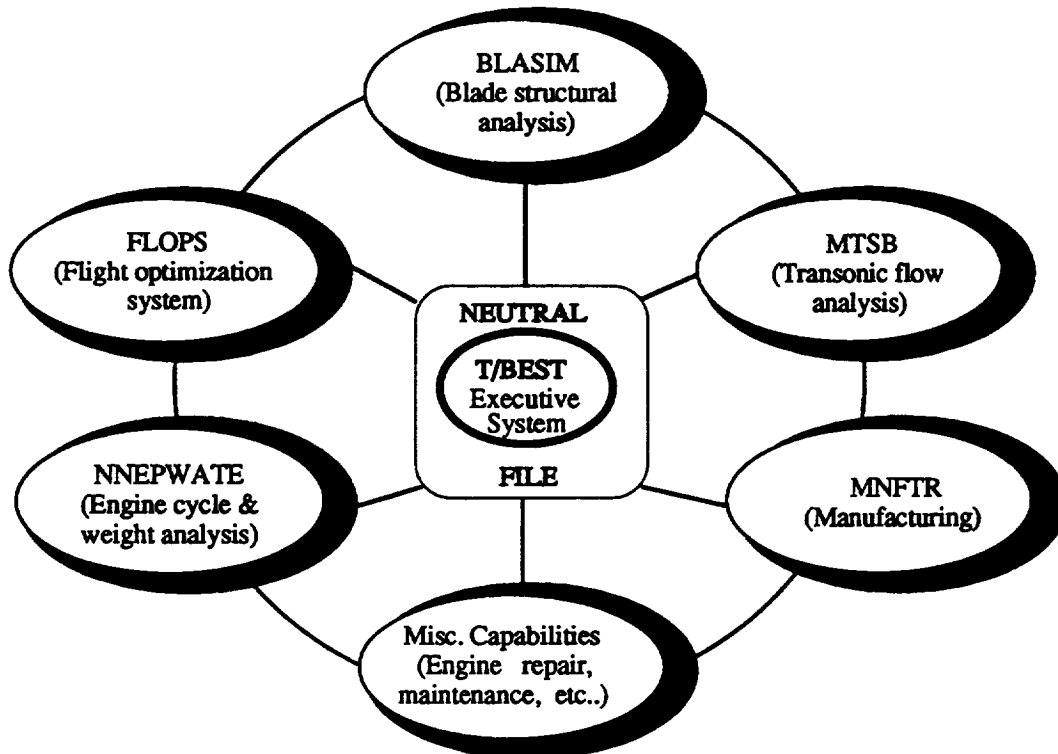 BLASIM
(Blade structural
analysis)
FLOPS
(Flight optimization
system)
MTSB
(Transonic flow
analysis)
NEUTRAL
T/BEST
Executive
System
FILE
NNEPWATE
(Engine cycle &
weight analysis)
MNFTR
(Manufacturing)
Misc. Capabilities
(Engine repair,
maintenance, etc..)